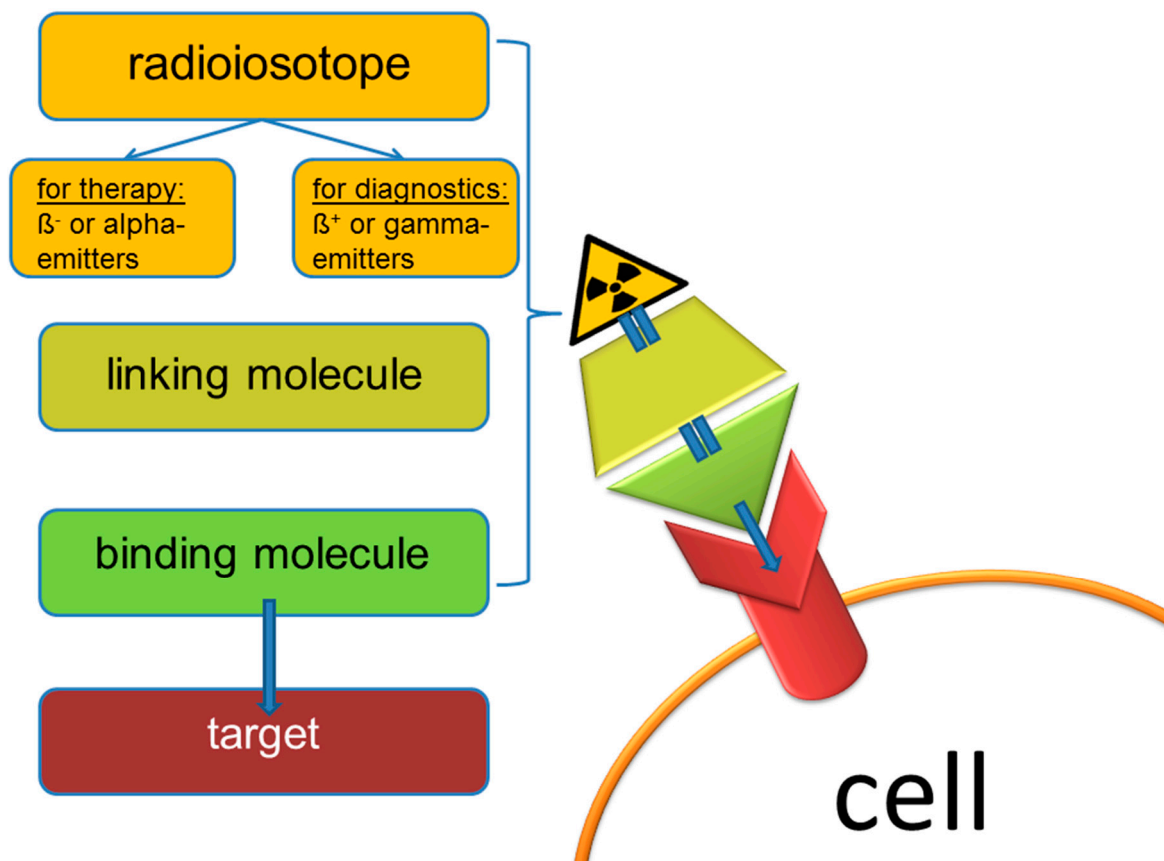 radioiosotope
for therapy:
ß⁻ or alpha-
emitters
for diagnostics:
ß⁺ or gamma-
emitters
linking molecule
binding molecule
target
cell